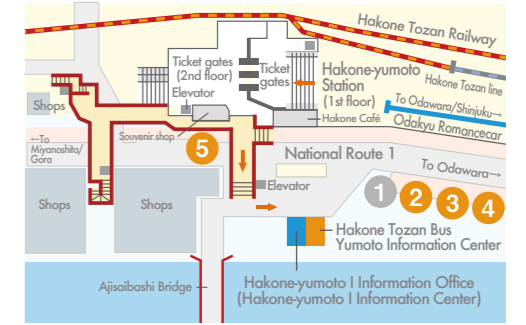 Hakone Tozan Railway
Ticket gates
(2nd floor)
Elevator
Ticket
gates
Hakone-yumoto
Station
(1st floor)
Hakone Tozan line
To Odawara/Shinjuku→
Odakyu Romancecar
Hakone Café
Shops
Souvenir shop
5
←To
Miyanoshita/
Gora
National Route 1
To Odawara→
1
2
3
4
Shops
Shops
Elevator
Hakone Tozan Bus
Yumoto Information Center
Ajisaibashi Bridge
Hakone-yumoto I Information Office
(Hakone-yumoto I Information Center)